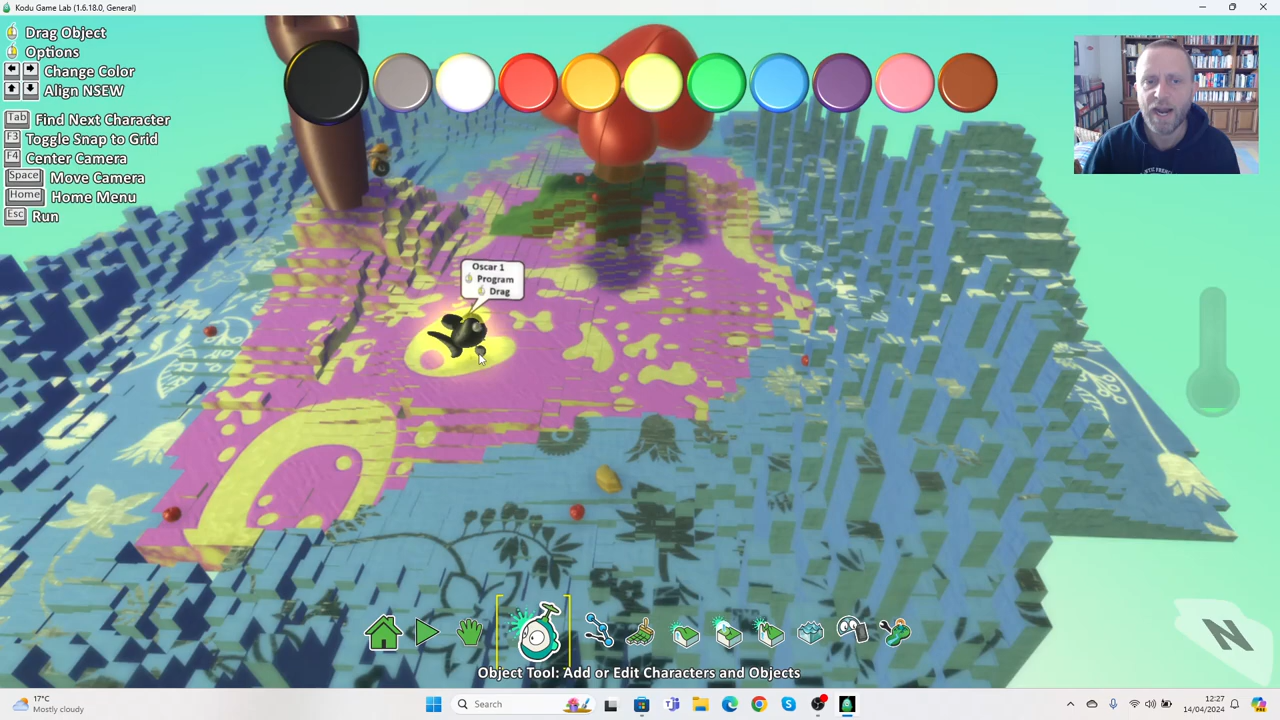 Kodu Game Lab (1.6.18.0, General)
Drag Object
Options
Change Color
Align NSEW
Tab Find Next Character
F3 Toggle Snap to Grid
F4 Center Camera
Space Move Camera
Home Home Menu
Esc Run
Oscar 1
Program
Drag
N
Object Tool: Add or Edit Characters and Objects
17°C
Mostly cloudy
Search
12:27
14/04/2024